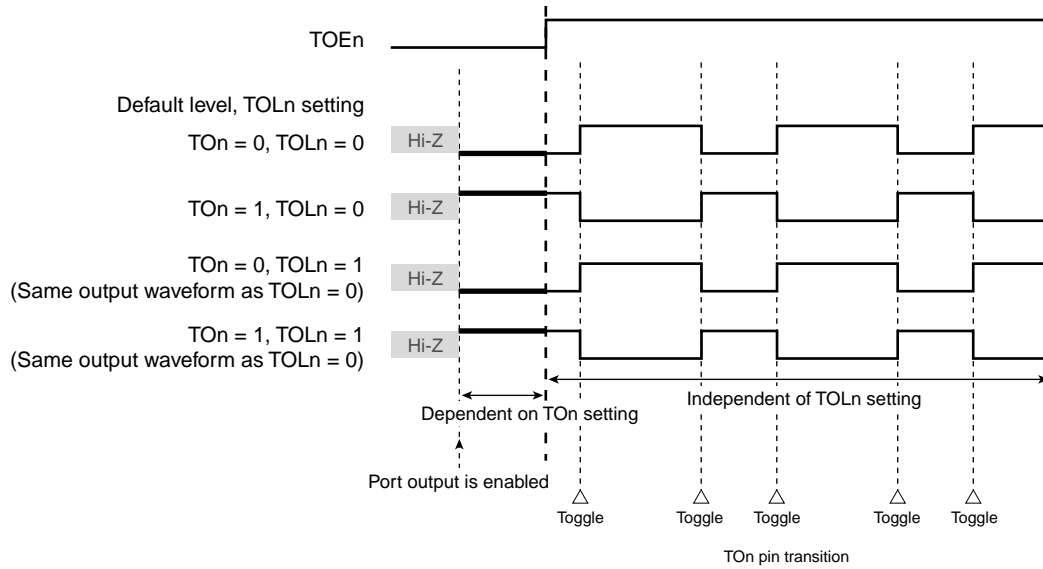 TOEn
Default level, TOLn setting
TOn = 0, TOLn = 0
Hi-Z
TOn = 1, TOLn = 0
Hi-Z
TOn = 0, TOLn = 1
(Same output waveform as TOLn = 0)
Hi-Z
TOn = 1, TOLn = 1
(Same output waveform as TOLn = 0)
Hi-Z
Dependent on TOn setting
Independent of TOLn setting
Port output is enabled
Toggle
Toggle
Toggle
Toggle
Toggle
TOn pin transition